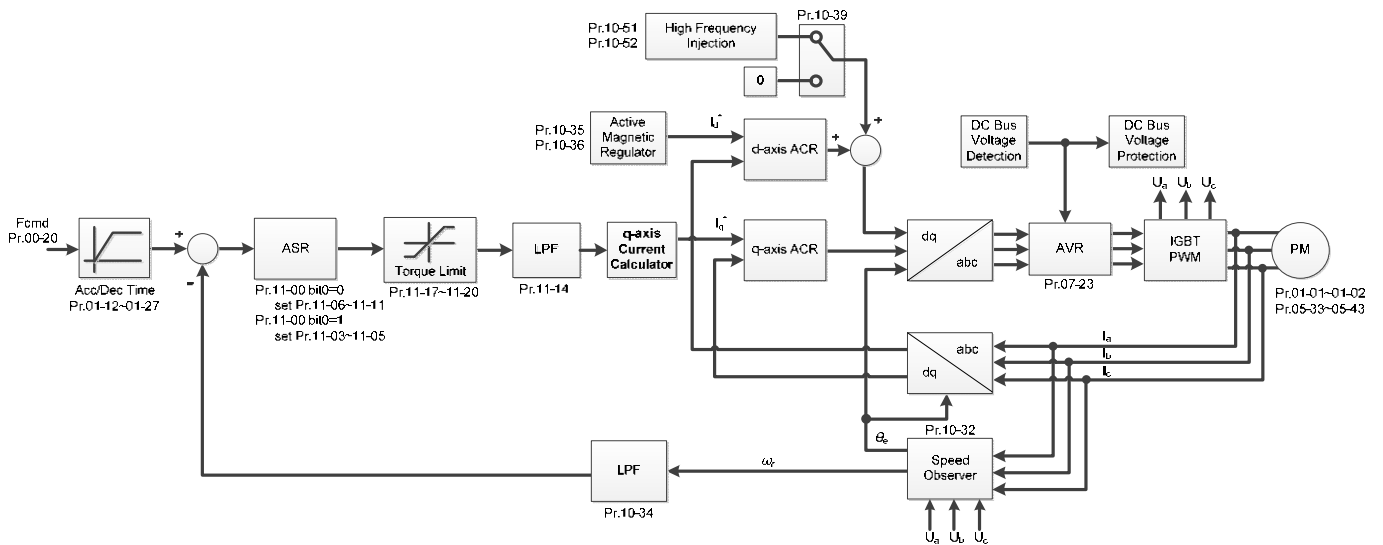 Pr.10-39
Pr.10-51
Pr.10-52
High Frequency
Injection
0
+
Pr.10-35
Pr.10-36
Active
Magnetic
Regulator
Id*
d-axis ACR
+
DC Bus
Voltage
Detection
DC Bus
Voltage
Protection
Ua Ub Uc
Fcmd
Pr.00-20
Acc/Dec Time
Pr.01-12~01-27
+
-
ASR
Pr.11-00 bit0=0
set Pr.11-06~11-11
Pr.11-00 bit0=1
set Pr.11-03~11-05
Torque Limit
Pr.11-17~11-20
LPF
Pr.11-14
q-axis
Current
Calculator
Iq*
q-axis ACR
dq
abc
AVR
Pr.07-23
IGBT
PWM
PM
Pr.01-01~01-02
Pr.05-33~05-43
abc
dq
Ia
Ib
Ic
θe
Pr.10-32
Speed
Observer
ωr
LPF
Pr.10-34
Ua Ub Uc